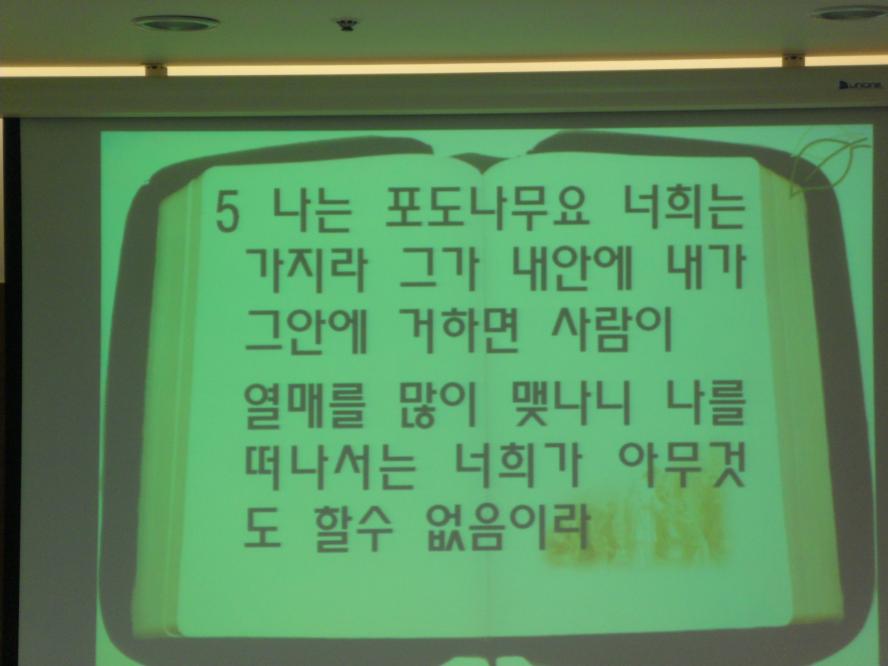 UNIONE
5 나는 포도나무요 너희는
가지라 그가 내안에 내가
그안에 거하면 사람이
열매를 많이 맺나니 나를
떠나서는 너희가 아무것
도 할수 없음이라